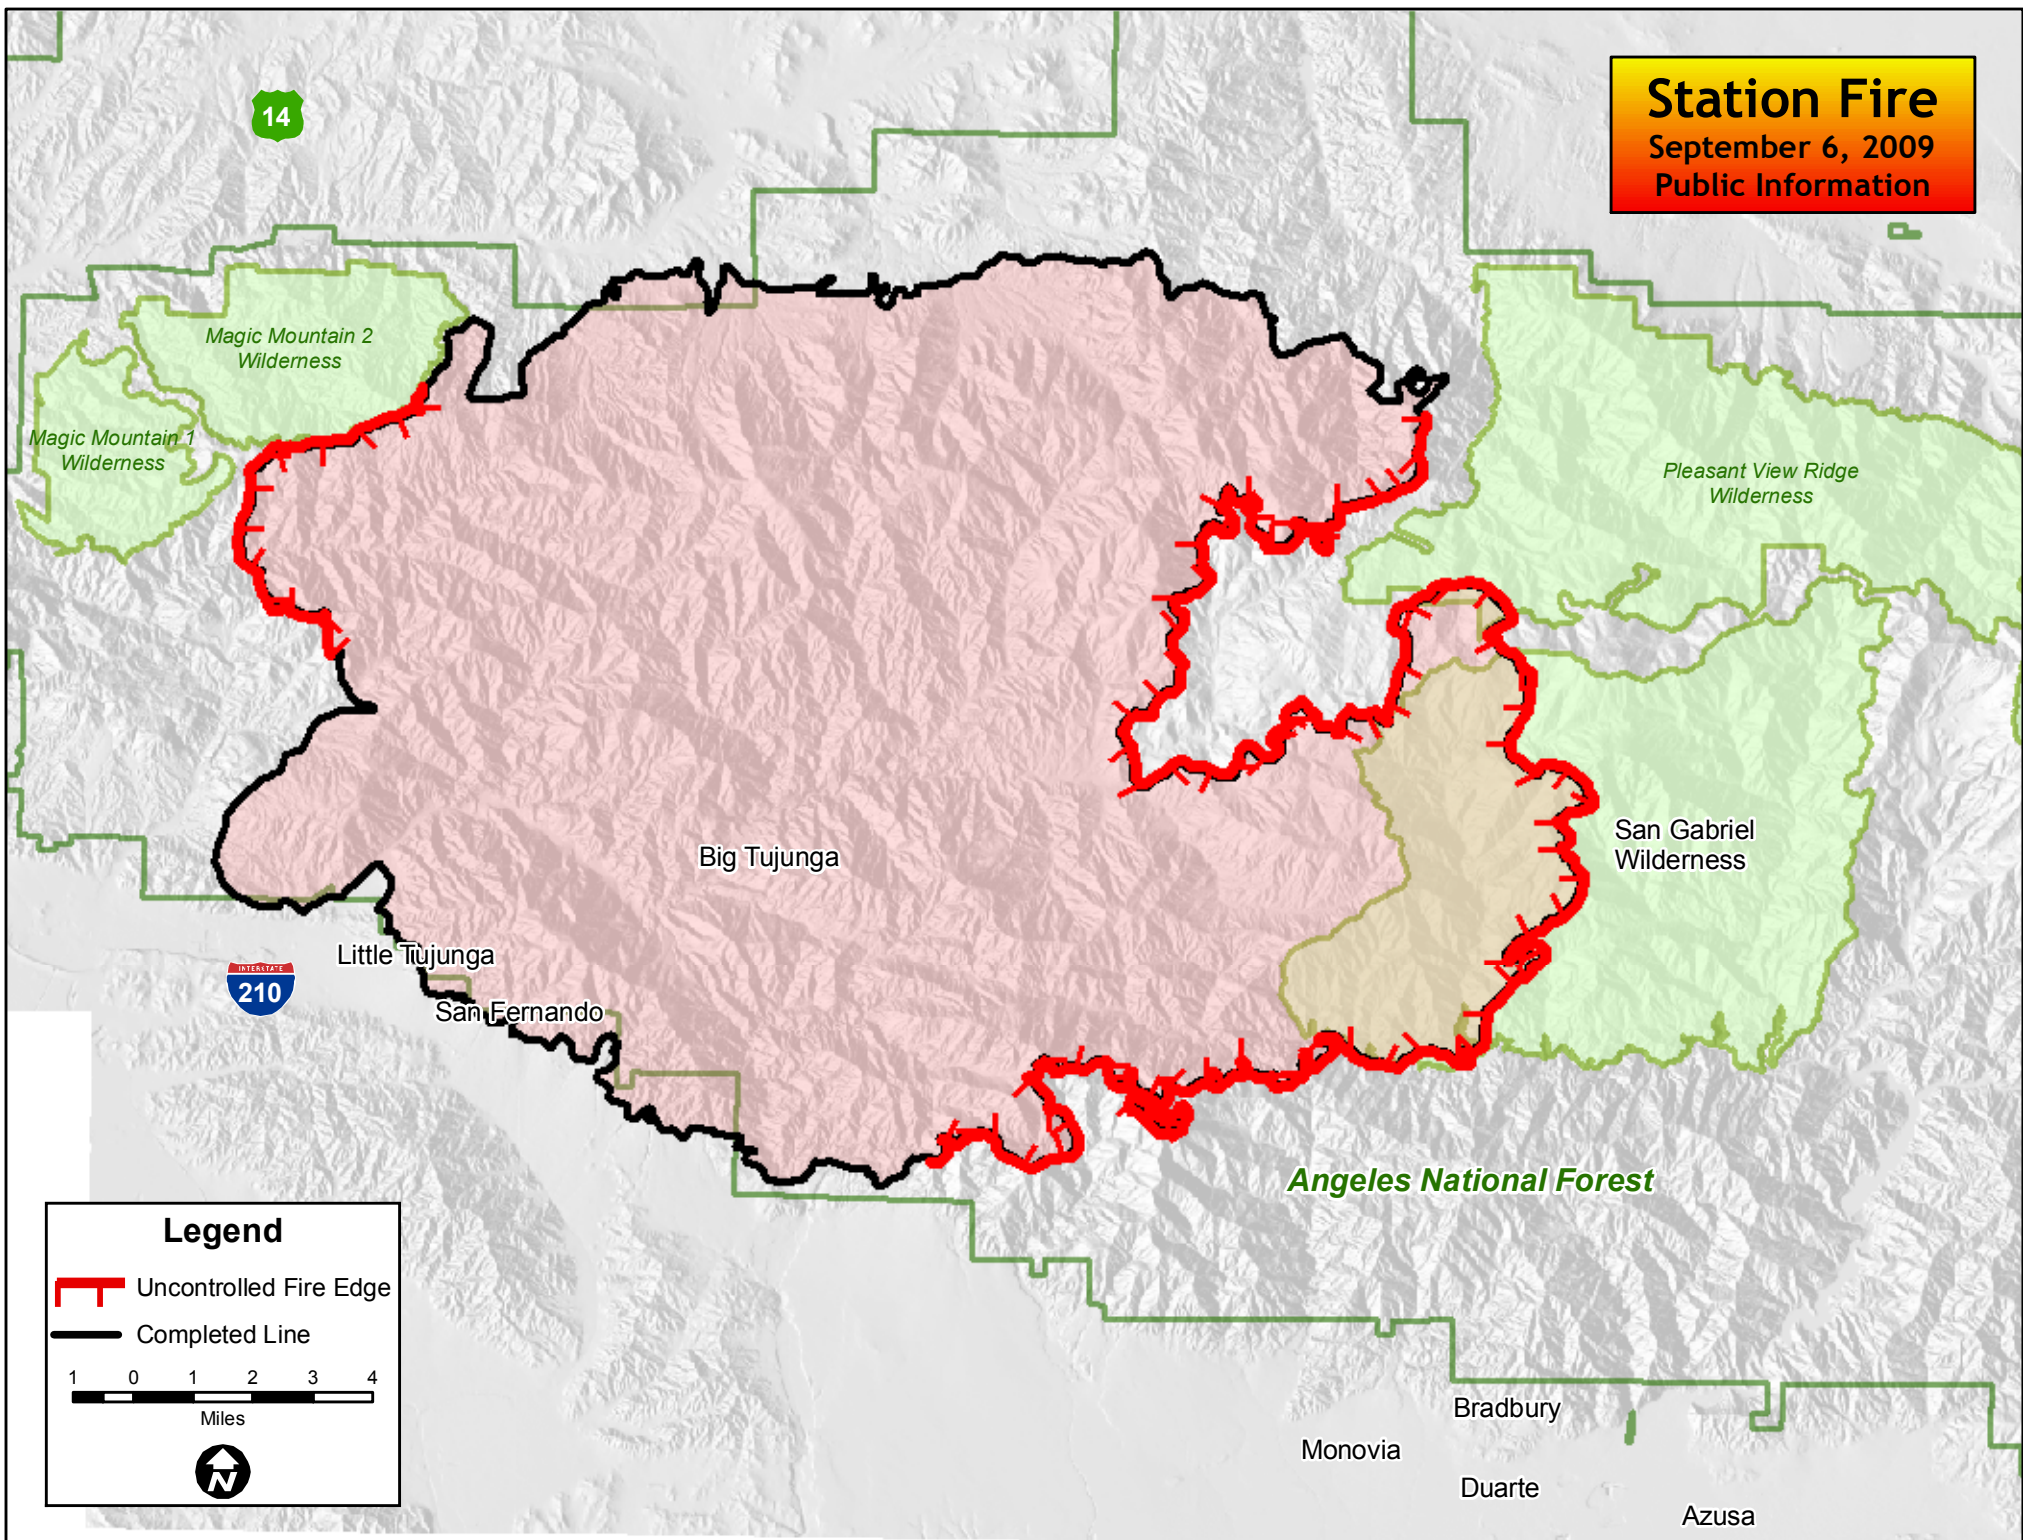 Station Fire
September 6, 2009
Public Information
14
Magic Mountain 2
Wilderness
Magic Mountain 1
Wilderness
Pleasant View Ridge
Wilderness
San Gabriel
Wilderness
Big Tujunga
Little Tujunga
INTERSTATE
210
San Fernando
Angeles National Forest
Legend
Uncontrolled Fire Edge
Completed Line
1 0 1 2 3 4
Miles
N
Bradbury
Monovia
Duarte
Azusa